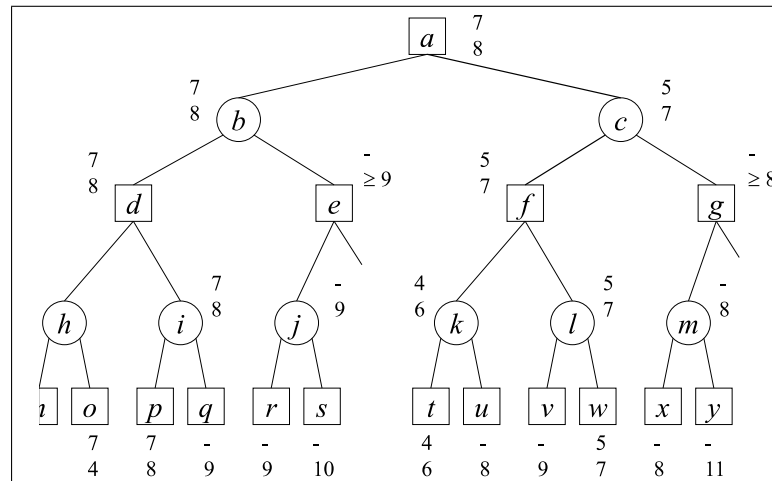 a 7
8
7 5
8 b c 7
7 - 5 -
8 ≥ 9 7 ≥ 8
d e f g
7 - 4 5 -
h i 8 j 9 k 6 l 7 m 8
o p q r s t u v w x y
7 7 - - - 4 - - 5 - -
4 8 9 9 10 6 8 9 7 8 11